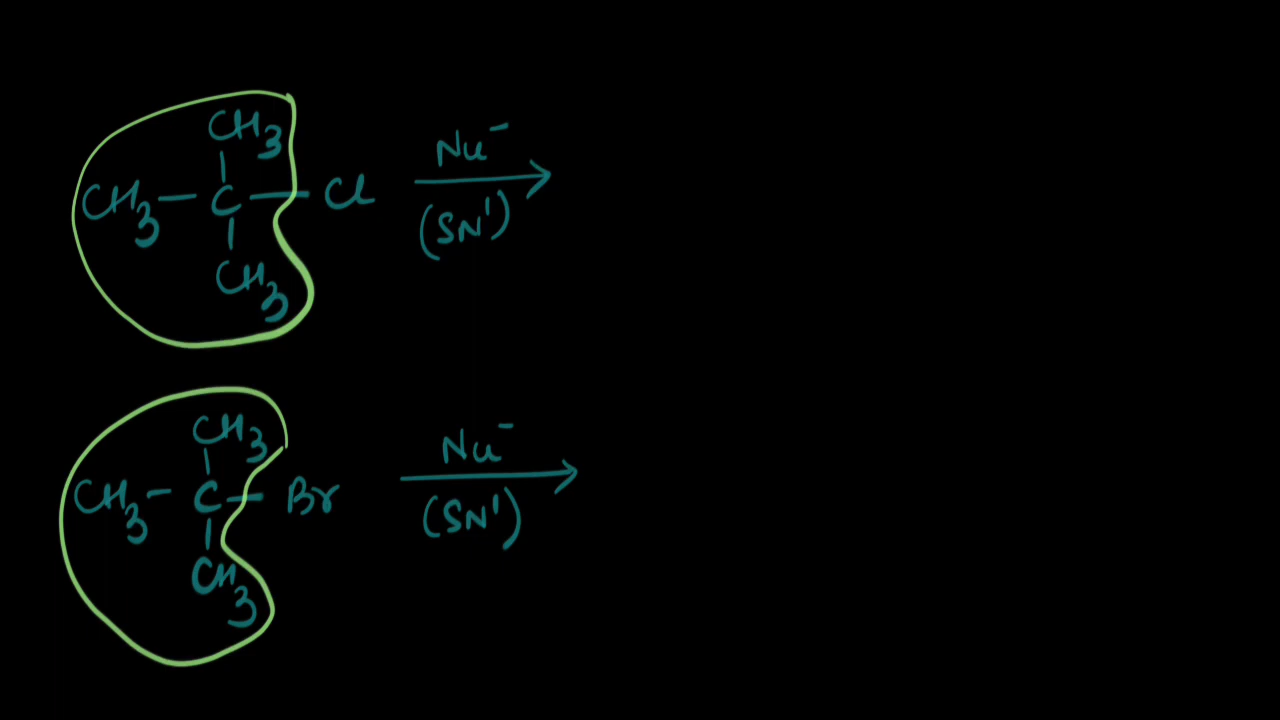 CH3
CH3 - C - Cl
CH3
Nu-
(SN1)
CH3
CH3 - C - Br
CH3
Nu-
(SN1)